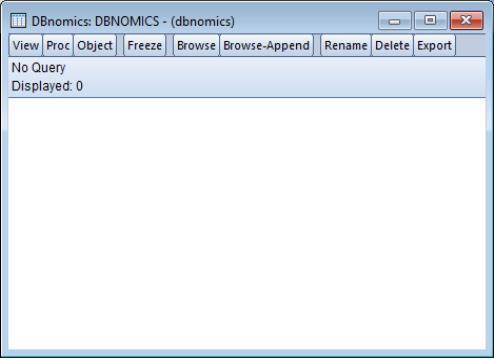 DBnomics: DBNOMICS - (dbnomics)
View Proc Object Freeze Browse Browse-Append Rename Delete Export
No Query
Displayed: 0